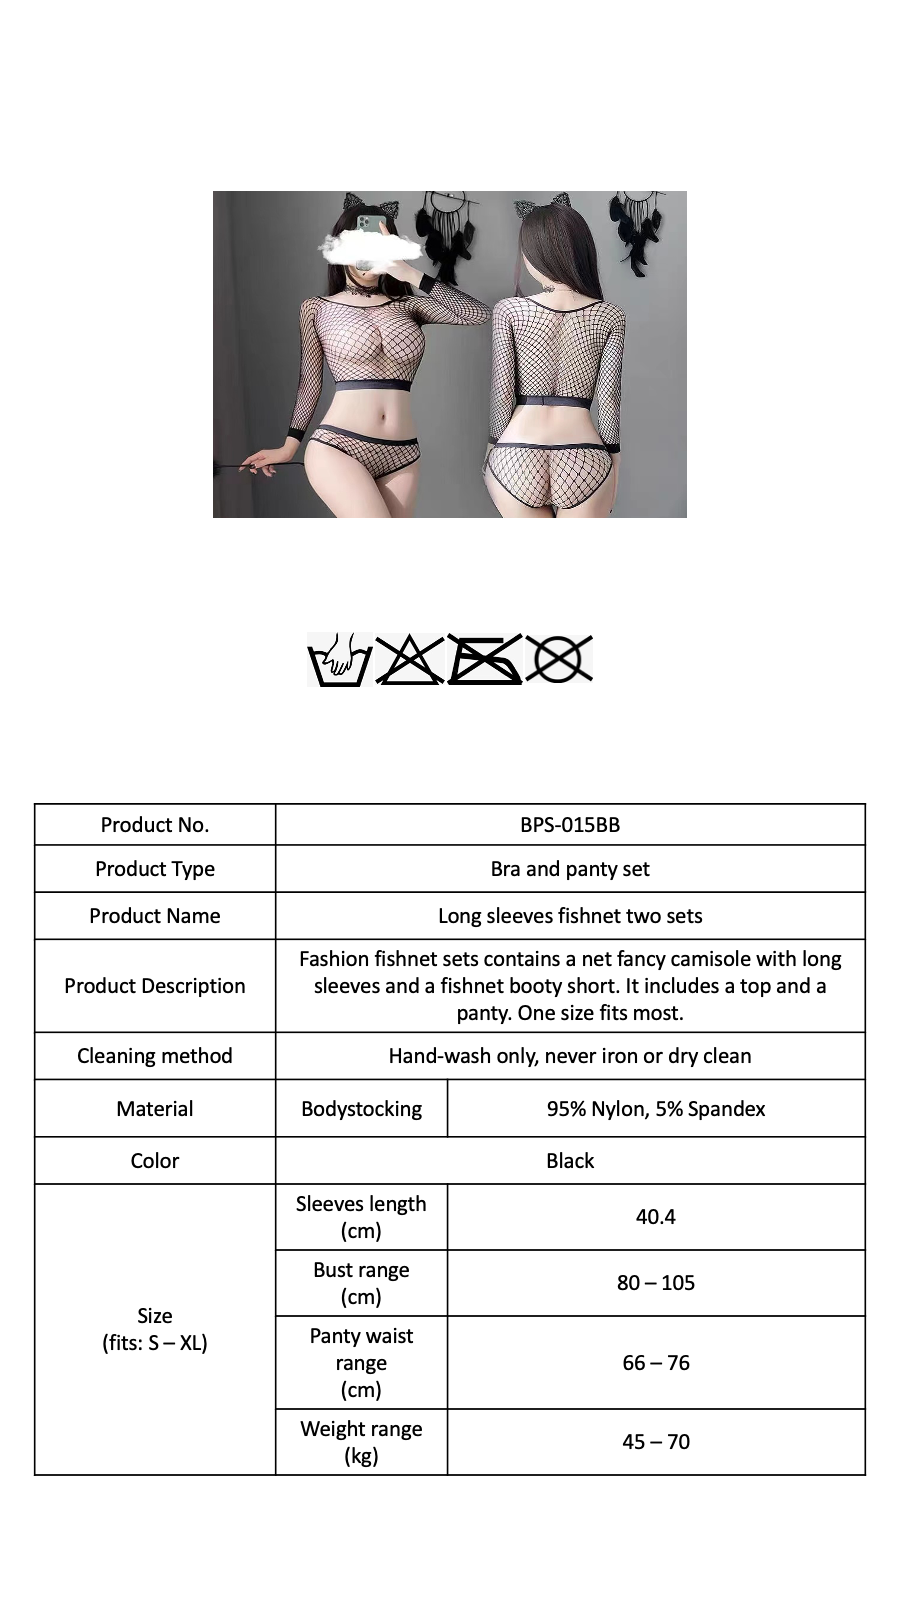 Product No.
BPS-015BB
Product Type
Bra and panty set
Product Name
Long sleeves fishnet two sets
Product Description
Fashion fishnet sets contains a net fancy camisole with long
sleeves and a fishnet booty short. It includes a top and a
panty. One size fits most.
Cleaning method
Hand-wash only, never iron or dry clean
Material
Bodystocking
95% Nylon, 5% Spandex
Color
Black
Size
(fits: S – XL)
Sleeves length
(cm)
40.4
Bust range
(cm)
80 – 105
Panty waist
range
(cm)
66 – 76
Weight range
(kg)
45 – 70